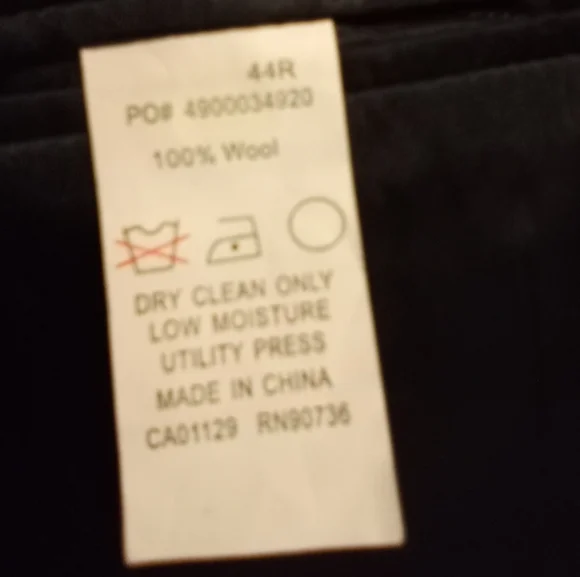 44R
PO# 4900034920
100% Wool
DRY CLEAN ONLY
LOW MOISTURE
UTILITY PRESS
MADE IN CHINA
CA01129 RN90736